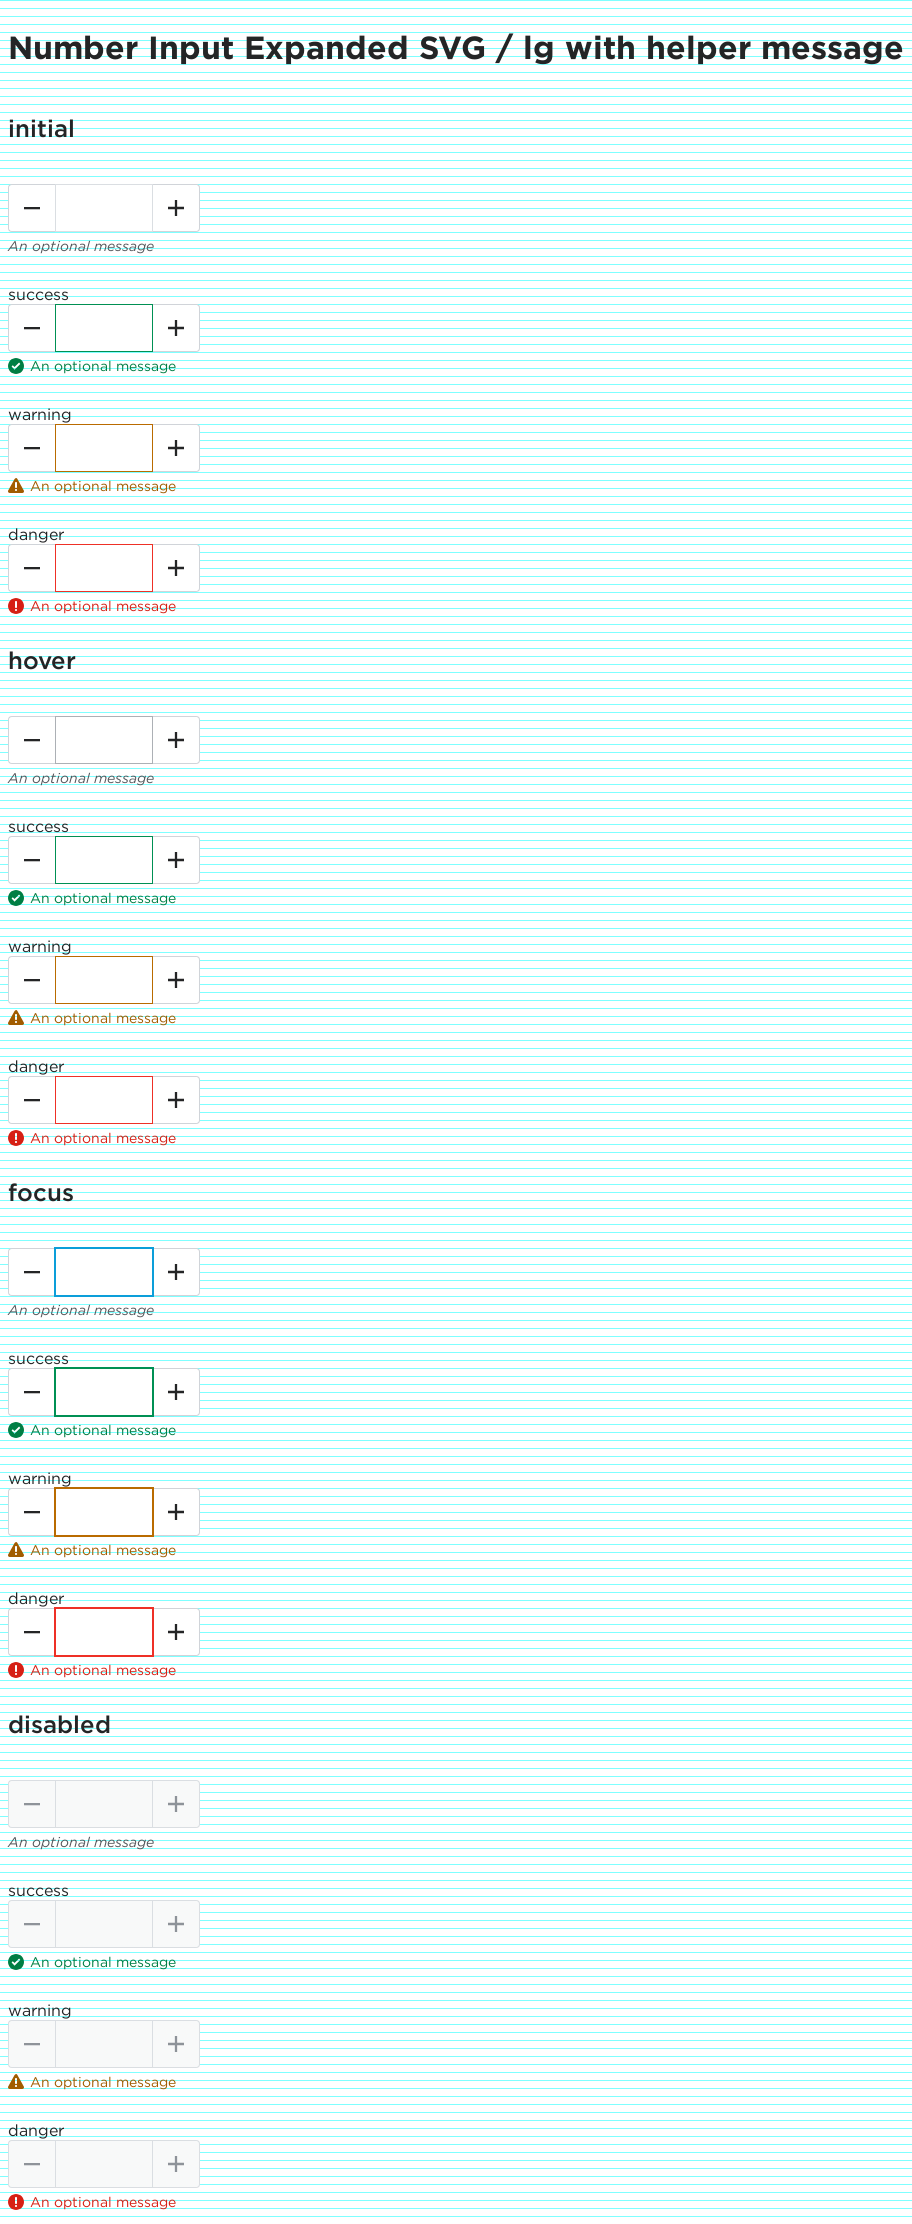 Number Input Expanded SVG / lg with helper message
initial
An optional message
success
An optional message
warning
An optional message
danger
An optional message
hover
An optional message
success
An optional message
warning
An optional message
danger
An optional message
focus
An optional message
success
An optional message
warning
An optional message
danger
An optional message
disabled
An optional message
success
An optional message
warning
An optional message
danger
An optional message